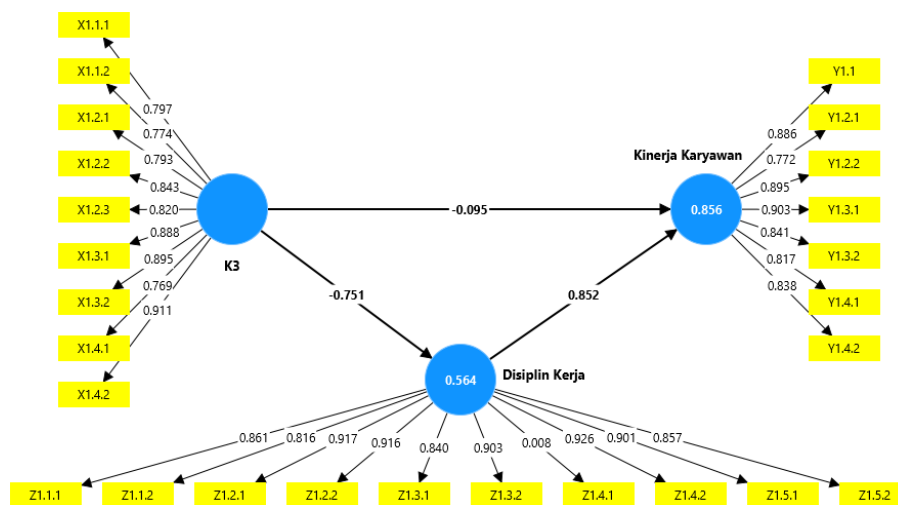 X1.1.1
X1.1.2
X1.2.1
X1.2.2
X1.2.3
X1.3.1
X1.3.2
X1.4.1
X1.4.2
0.797
0.774
0.793
0.843
0.820
0.888
0.895
0.769
0.911
K3
-0.095
-0.751
0.852
Kinerja Karyawan
0.856
0.886
0.772
0.895
0.903
0.841
0.817
0.838
Y1.1
Y1.2.1
Y1.2.2
Y1.3.1
Y1.3.2
Y1.4.1
Y1.4.2
0.564
Disiplin Kerja
0.861
0.816
0.917
0.916
0.840
0.903
0.008
0.926
0.901
0.857
Z1.1.1
Z1.1.2
Z1.2.1
Z1.2.2
Z1.3.1
Z1.3.2
Z1.4.1
Z1.4.2
Z1.5.1
Z1.5.2